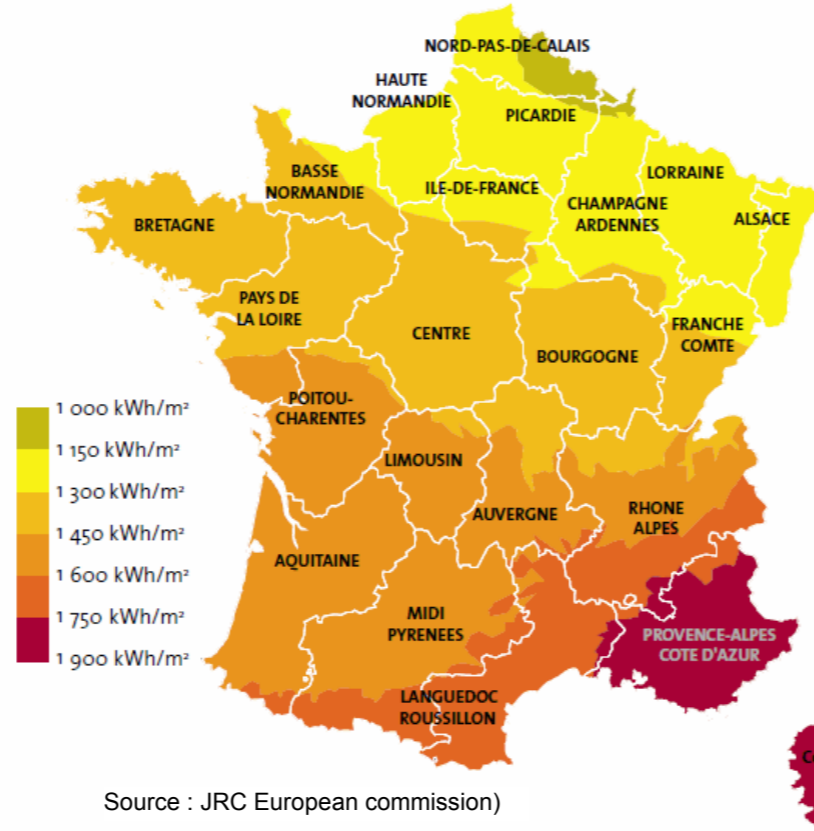 NORD-PAS-DE-CALAIS
HAUTE
NORMANDIE
PICARDIE
BASSE
NORMANDIE
ILE-DE-FRANCE
LORRAINE
CHAMPAGNE
ARDENNES
ALSACE
BRETAGNE
PAYS DE
LA LOIRE
CENTRE
BOURGOGNE
FRANCHE
COMTE
POITOU-
CHARENTES
LIMOUSIN
AUVERGNE
RHONE
ALPES
AQUITAINE
MIDI
PYRENEES
PROVENCE-ALPES
COTE D'AZUR
LANGUEDOC
ROUSSILLON
1 000 kWh/m²
1 150 kWh/m²
1 300 kWh/m²
1 450 kWh/m²
1 600 kWh/m²
1 750 kWh/m²
1 900 kWh/m²
Source : JRC European commission)